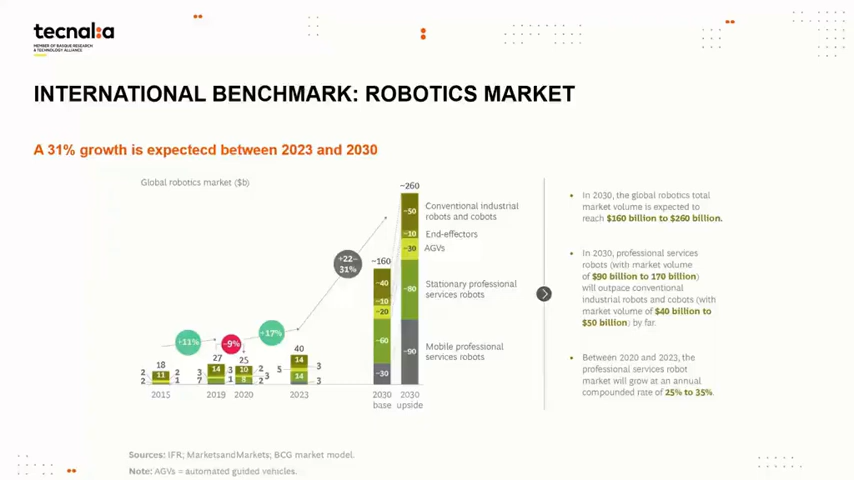 tecnal:a
MEMBER OF BASQUE RESEARCH
& TECHNOLOGY ALLIANCE
INTERNATIONAL BENCHMARK: ROBOTICS MARKET
A 31% growth is expectecd between 2023 and 2030
Global robotics market ($b)
~260
~50
Conventional industrial
robots and cobots
~10
End-effectors
~30
AGVs
+22–
31%
~160
~40
~10
~20
~80
Stationary professional
services robots
~60
~90
Mobile professional
services robots
~30
+11%
-9%
+17%
18
11
2
2
2
1
27
14
3
7
3
1
25
10
8
2
3
2
40
14
14
5
3
3
2015
2019
2020
2023
2030
base
2030
upside
• In 2030, the global robotics total
market volume is expected to
reach $160 billion to $260 billion.
• In 2030, professional services
robots (with market volume
of $90 billion to 170 billion)
will outpace conventional
industrial robots and cobots (with
market volume of $40 billion to
$50 billion) by far.
• Between 2020 and 2023, the
professional services robot
market will grow at an annual
compounded rate of 25% to 35%.
Sources: IFR; MarketsandMarkets; BCG market model.
Note: AGVs = automated guided vehicles.